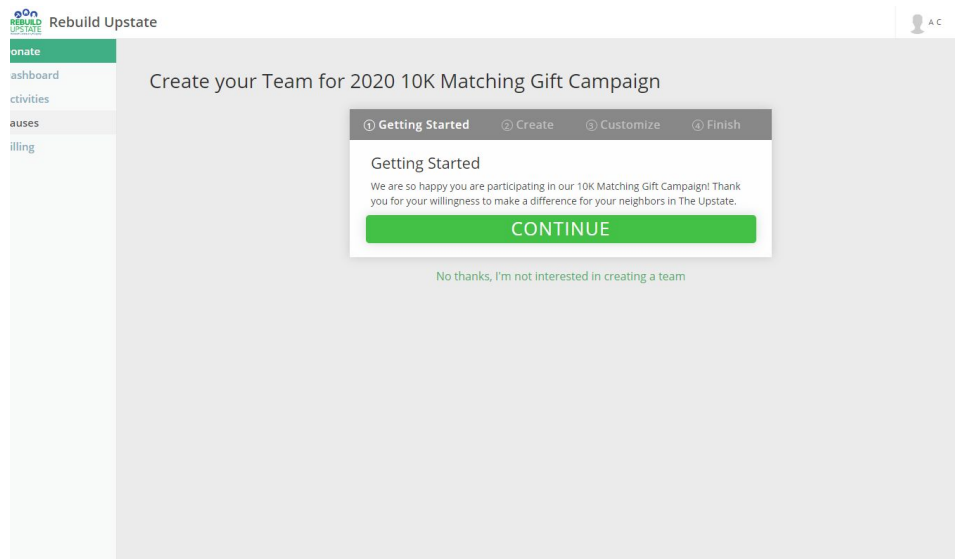 REBUILD
UPSTATE
Rebuild Upstate
A C
onate
ashboard
ctivities
auses
illing
Create your Team for 2020 10K Matching Gift Campaign
1 Getting Started 2 Create 3 Customize 4 Finish
Getting Started
We are so happy you are participating in our 10K Matching Gift Campaign! Thank
you for your willingness to make a difference for your neighbors in The Upstate.
CONTINUE
No thanks, I'm not interested in creating a team